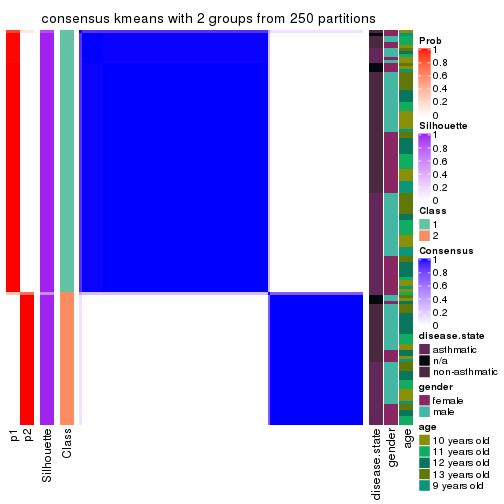 consensus kmeans with 2 groups from 250 partitions
Prob
1
0.8
0.6
0.4
0.2
0
Silhouette
1
0.8
0.6
0.4
0.2
0
Class
1
2
Consensus
1
0.8
0.6
0.4
0.2
0
disease.state
asthmatic
n/a
non-asthmatic
gender
female
male
age
10 years old
11 years old
12 years old
13 years old
9 years old
p1
p2
Silhouette
Class
disease.state
gender
age